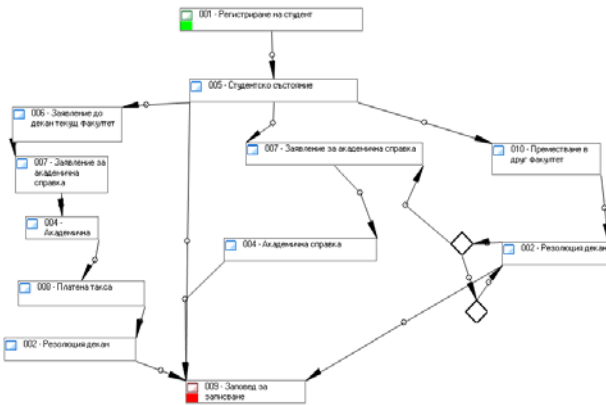 001 - Регистриране на студент
005 - Студентско състояние
006 - Заявление до
декан текущ факултет
007 - Заявление за академична справка
010 - Преместване в
друг факултет
007 - Заявление за
академична
справка
004 -
Академична
004 - Академична справка
002 - Резолюция декан
008 - Платена такса
002 - Резолюция декан
009 - Заповед за
записване